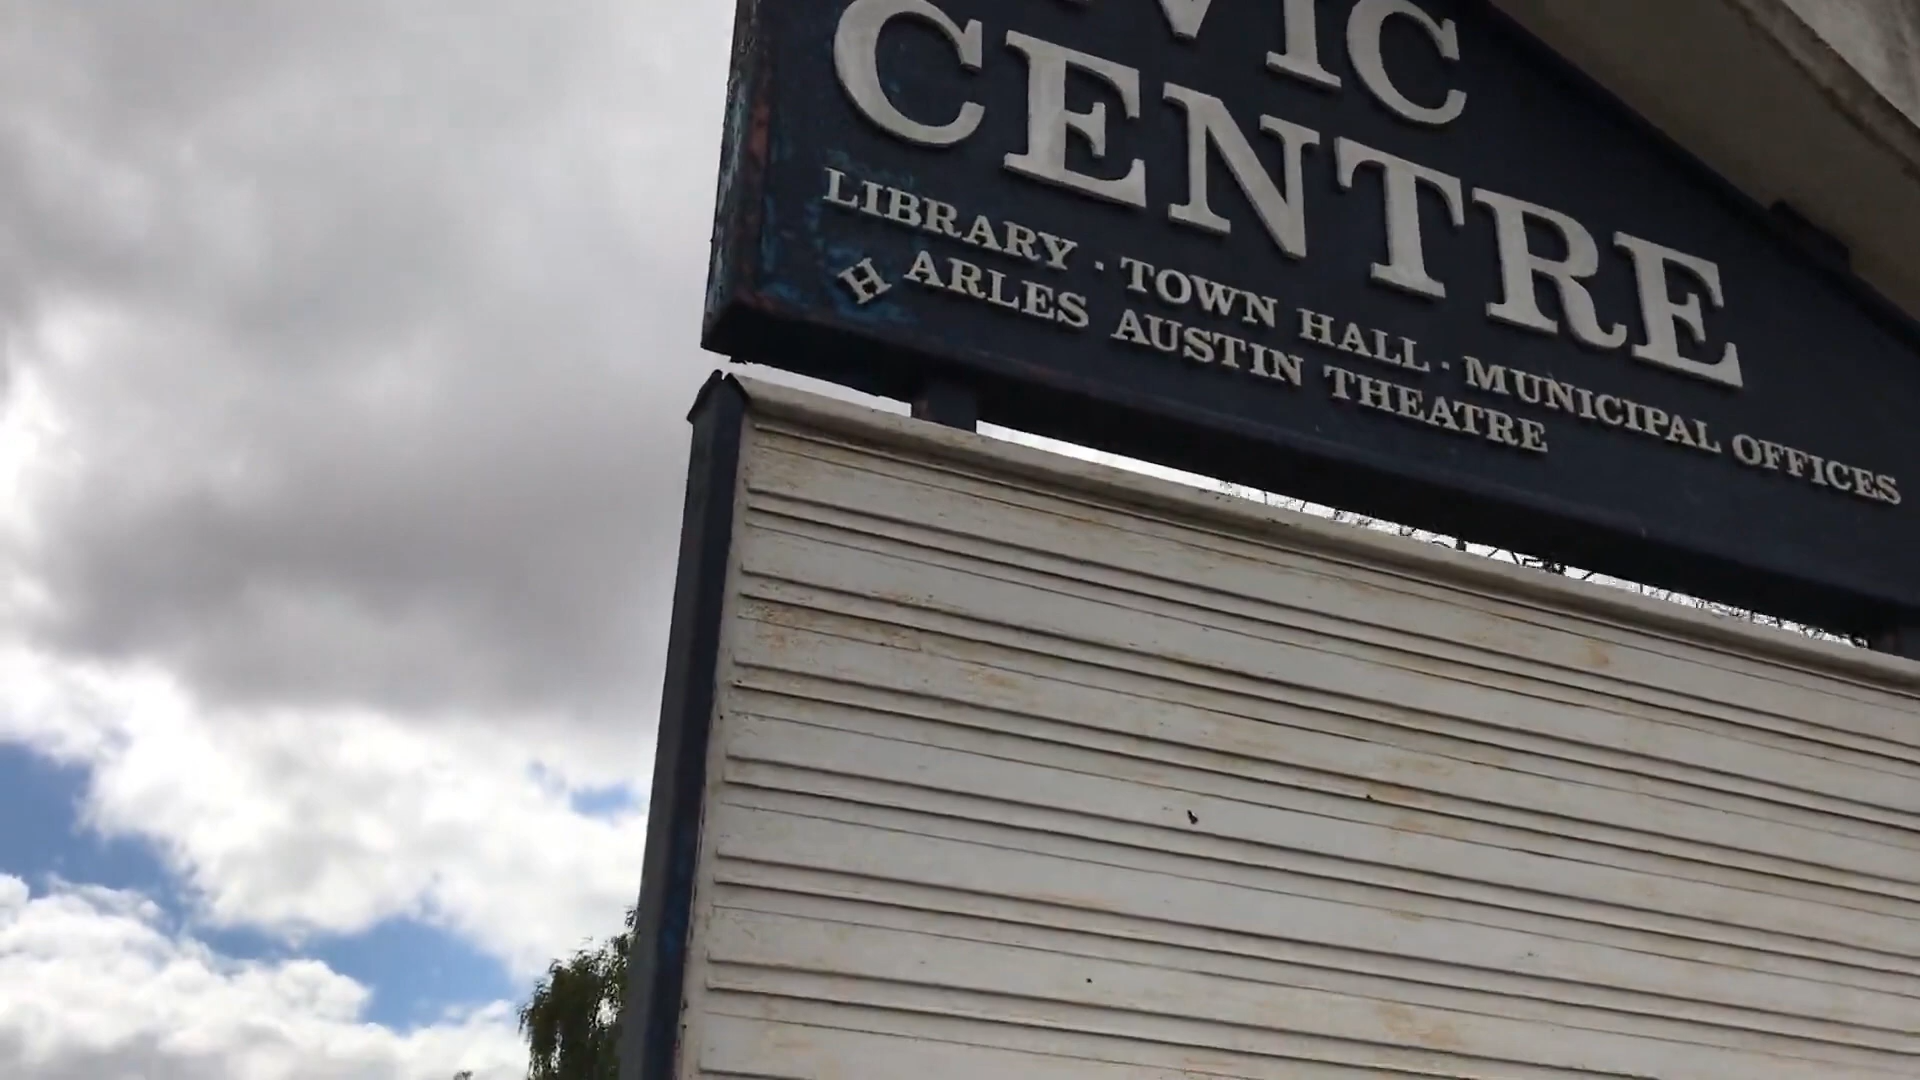 VIC
CENTRE
LIBRARY · TOWN HALL · MUNICIPAL OFFICES
H ARLES AUSTIN THEATRE